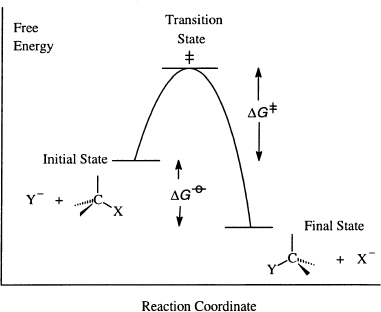 Transition
State
‡
Free
Energy
ΔG‡
Initial State
ΔG⦵
Y⁻ + C X
Final State
Y C + X⁻
Reaction Coordinate